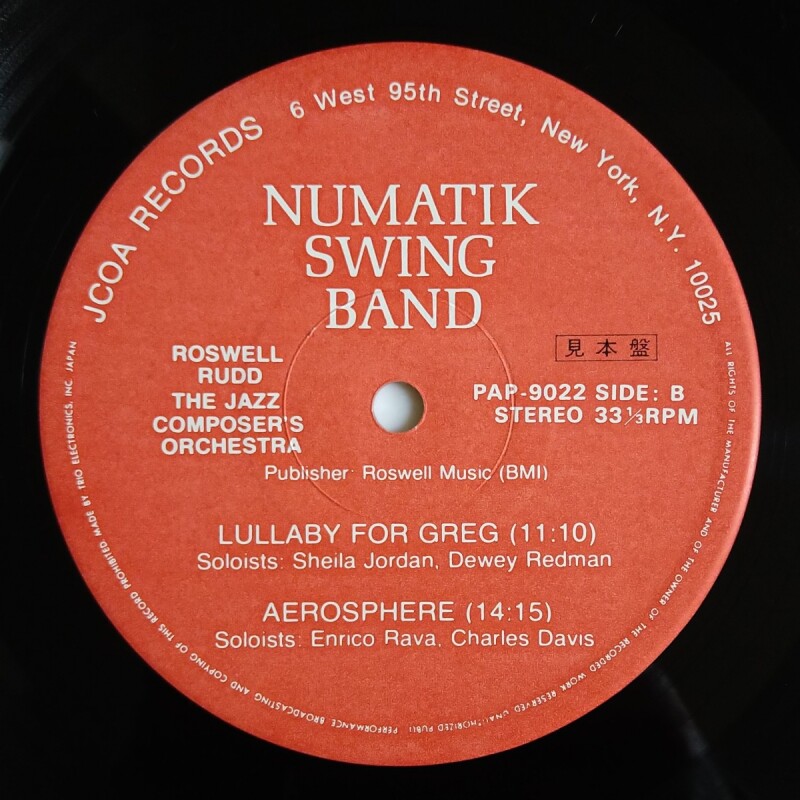 JCOA RECORDS 6 West 95th Street, New York, N.Y. 10025
NUMATIK
SWING
BAND
見本盤
ROSWELL
RUDD
THE JAZZ
COMPOSER'S
ORCHESTRA
PAP-9022 SIDE: B
STEREO 33⅓RPM
Publisher: Roswell Music (BMI)
LULLABY FOR GREG (11:10)
Soloists: Sheila Jordan, Dewey Redman
AEROSPHERE (14:15)
Soloists: Enrico Rava, Charles Davis
ALL RIGHTS OF THE MANUFACTURER AND OF THE OWNER OF THE RECORDED WORK RESERVED UNAUTHORIZED PUBLI PERFORMANCE BROADCASTING AND COPYING OF THIS RECORD PROHIBITED MADE BY TRIO ELECTRONICS, INC JAPAN